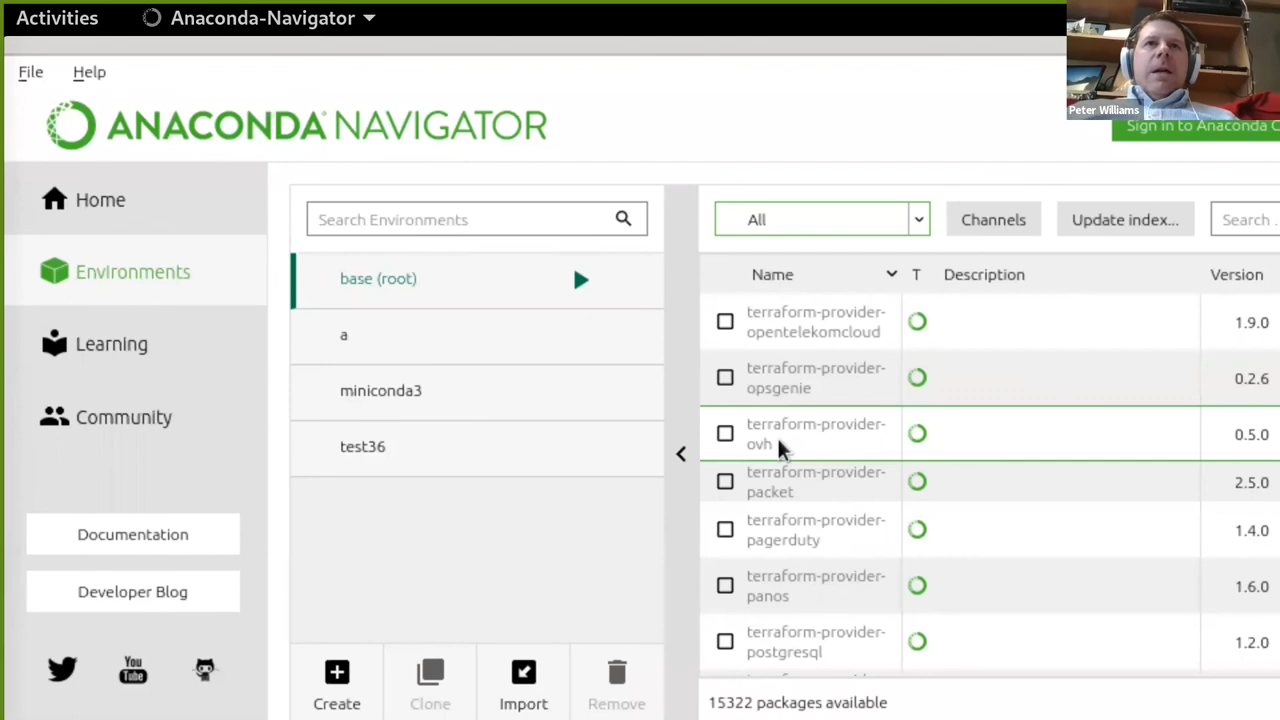 Activities
Anaconda-Navigator
File Help
Peter Williams
ANACONDA NAVIGATOR
Sign in to Anaconda
Home
Environments
Learning
Community
Documentation
Developer Blog
You
Tube
Search Environments
base (root)
a
miniconda3
test36
Create
Clone
Import
Remove
All
Channels
Update index...
Search .
Name T Description Version
terraform-provider-
opentelekomcloud
1.9.0
terraform-provider-
opsgenie
0.2.6
terraform-provider-
ovh
0.5.0
terraform-provider-
packet
2.5.0
terraform-provider-
pagerduty
1.4.0
terraform-provider-
panos
1.6.0
terraform-provider-
postgresql
1.2.0
15322 packages available